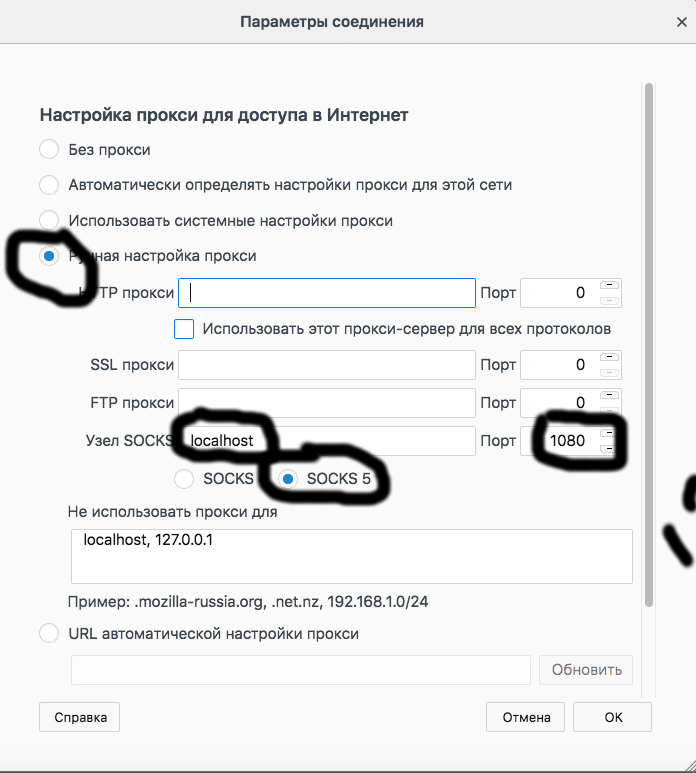 Параметры соединения
Настройка прокси для доступа в Интернет
Без прокси
Автоматически определять настройки прокси для этой сети
Использовать системные настройки прокси
Ручная настройка прокси
HTTP прокси Порт 0
Использовать этот прокси-сервер для всех протоколов
SSL прокси Порт 0
FTP прокси Порт 0
Узел SOCKS localhost Порт 1080
SOCKS SOCKS 5
Не использовать прокси для
localhost, 127.0.0.1
Пример: .mozilla-russia.org, .net.nz, 192.168.1.0/24
URL автоматической настройки прокси
Обновить
Справка Отмена OK